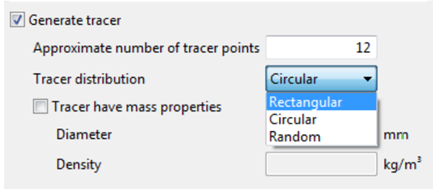 Generate tracer
Approximate number of tracer points 12
Tracer distribution Circular
Rectangular
Tracer have mass properties
Circular
Random
Diameter mm
Density kg/m³